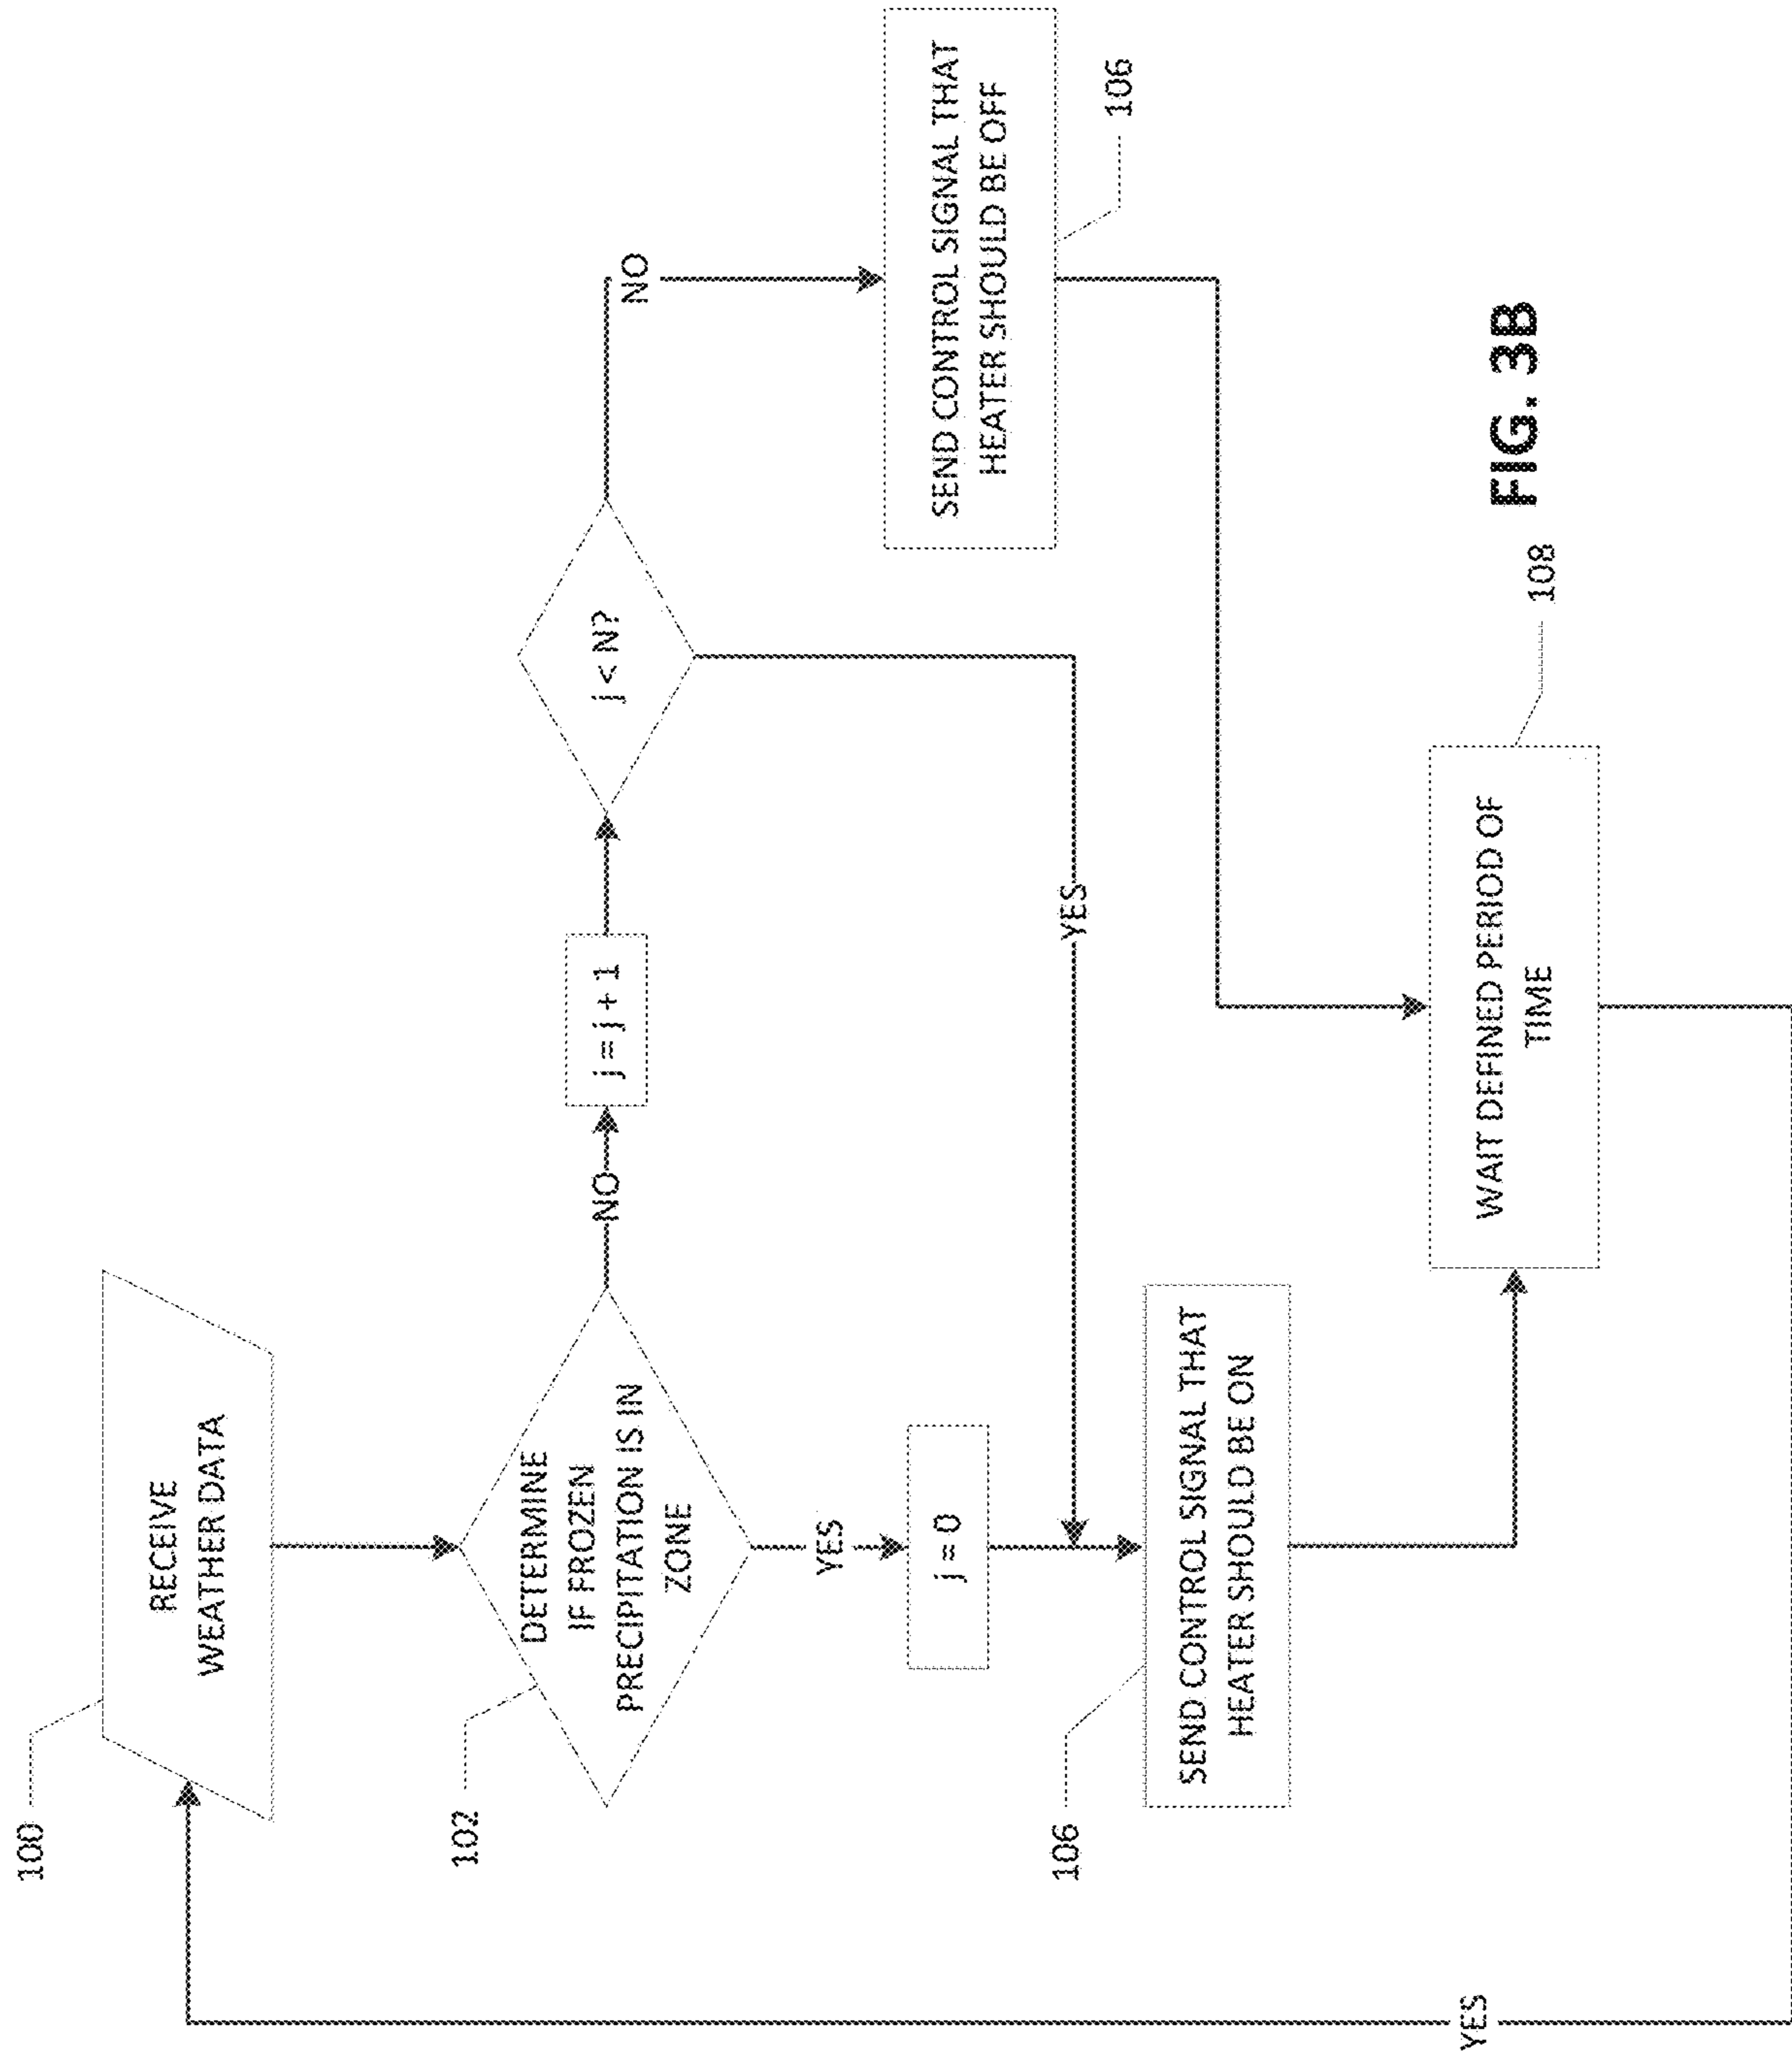 100
RECEIVE
WEATHER DATA
102
DETERMINE
IF FROZEN
PRECIPITATION IS IN
ZONE
NO
j = j + 1
j < N?
NO
YES
j = 0
YES
106
SEND CONTROL SIGNAL THAT
HEATER SHOULD BE ON
SEND CONTROL SIGNAL THAT
HEATER SHOULD BE OFF
106
WAIT DEFINED PERIOD OF
TIME
108
YES
FIG. 3B